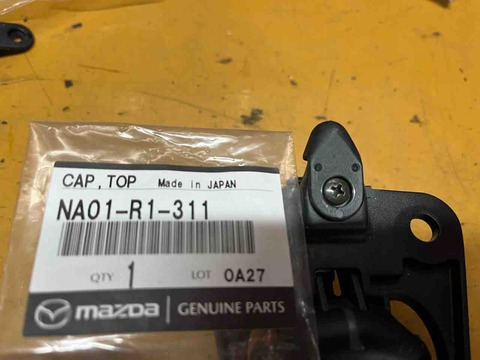 CAP, TOP Made in JAPAN
NA01-R1-311
QTY 1 LOT 0A27
mazda GENUINE PARTS